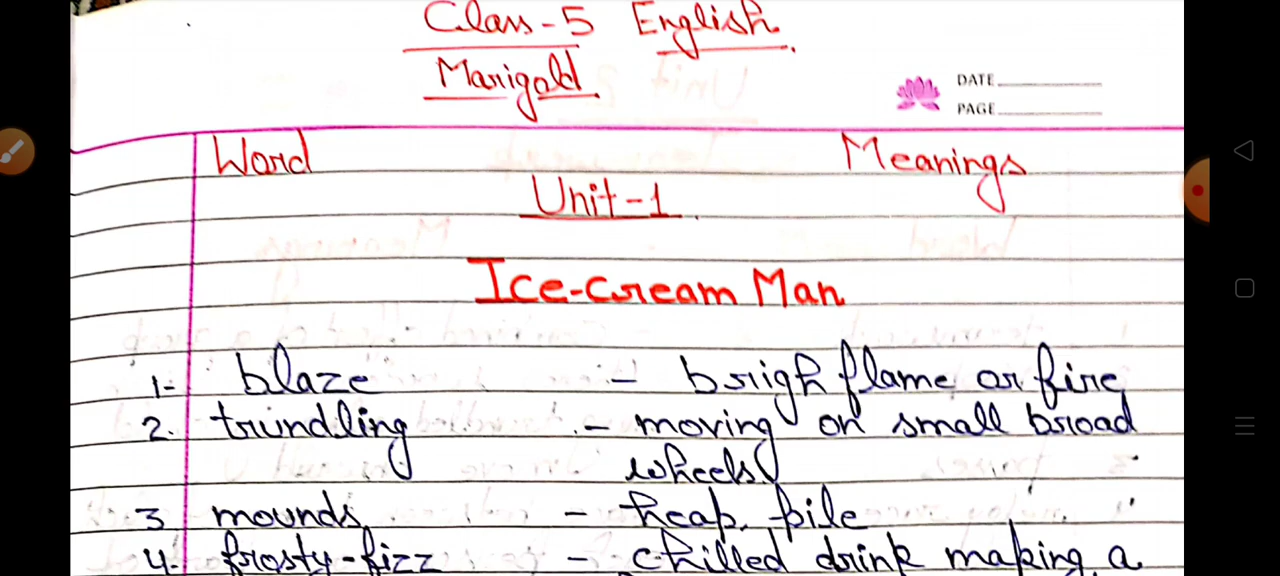 Class-5 English.
Marigold.
DATE
PAGE
Word Meanings
Unit-1.
Ice-cream Man
1- blaze - brigh flame or fire
2. trundling - moving on small broad
wheels
3 mounds, - heap, pile
4.- frosty-fizz - chilled drink making a